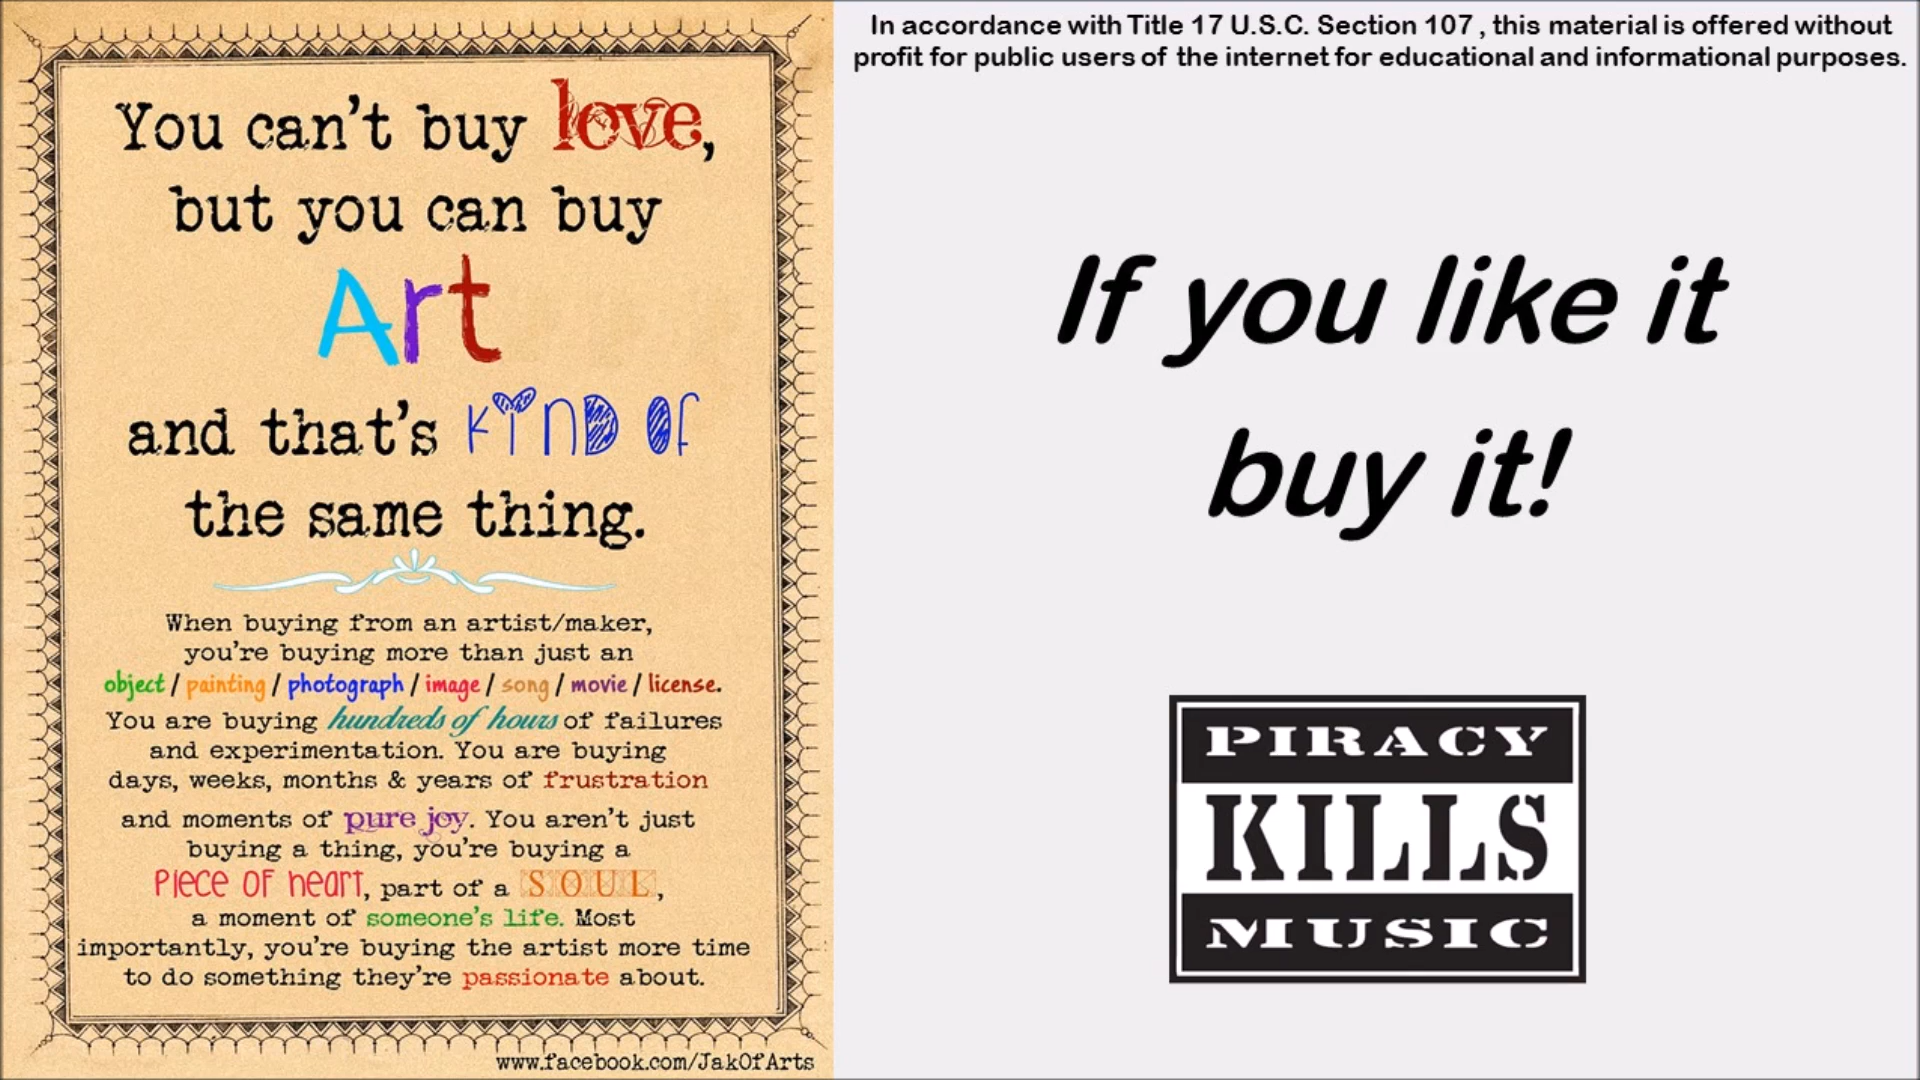 You can't buy love,
but you can buy
Art
and that's kind of
the same thing.
When buying from an artist/maker,
you're buying more than just an
object / painting / photograph / image / song / movie / license.
You are buying hundreds of hours of failures
and experimentation. You are buying
days, weeks, months & years of frustration
and moments of pure joy. You aren't just
buying a thing, you're buying a
Piece of heart, part of a SOUL,
a moment of someone's life. Most
importantly, you're buying the artist more time
to do something they're passionate about.
www.facebook.com/JakOfArts
In accordance with Title 17 U.S.C. Section 107 , this material is offered without
profit for public users of the internet for educational and informational purposes.
If you like it
buy it!
PIRACY
KILLS
MUSIC